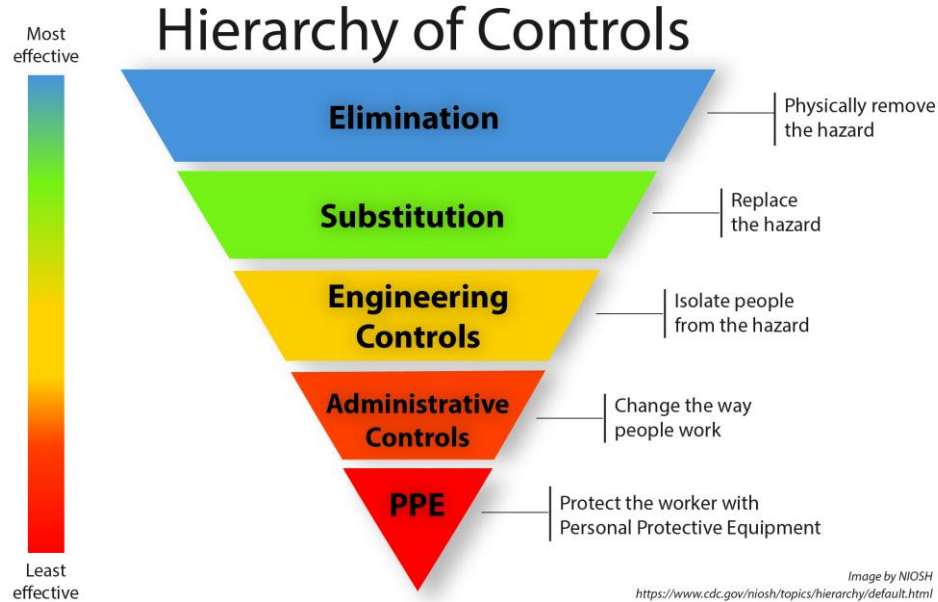 Hierarchy of Controls
Most
effective
Elimination
Physically remove
the hazard
Substitution
Replace
the hazard
Engineering
Controls
Isolate people
from the hazard
Administrative
Controls
Change the way
people work
PPE
Protect the worker with
Personal Protective Equipment
Least
effective
Image by NIOSH
https://www.cdc.gov/niosh/topics/hierarchy/default.html